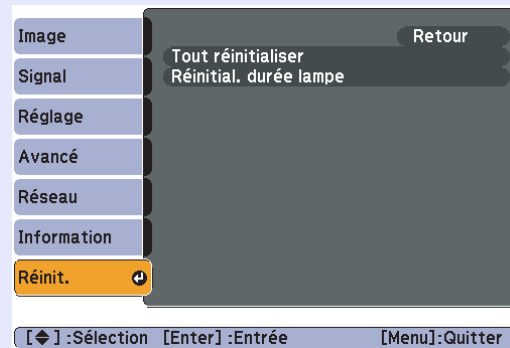 Image
Signal
Réglage
Avancé
Réseau
Information
Réinit.
Retour
Tout réinitialiser
Réinitial. durée lampe
[◆] :Sélection [Enter] :Entrée [Menu]:Quitter